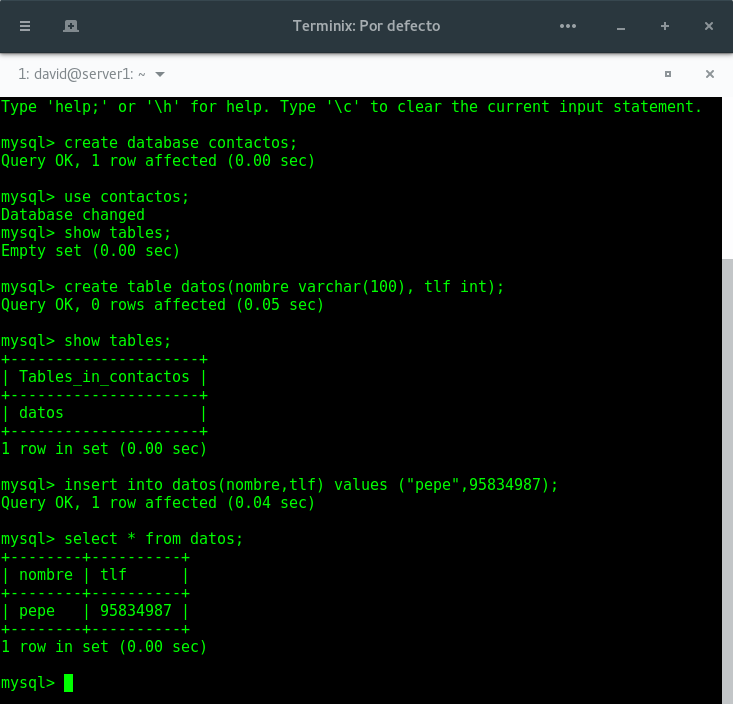 Terminix: Por defecto
1: david@server1: ~
Type 'help;' or '\h' for help. Type '\c' to clear the current input statement.
mysql> create database contactos;
Query OK, 1 row affected (0.00 sec)
mysql> use contactos;
Database changed
mysql> show tables;
Empty set (0.00 sec)
mysql> create table datos(nombre varchar(100), tlf int);
Query OK, 0 rows affected (0.05 sec)
mysql> show tables;
+---------------------+
| Tables_in_contactos |
+---------------------+
| datos               |
+---------------------+
1 row in set (0.00 sec)
mysql> insert into datos(nombre,tlf) values ("pepe",95834987);
Query OK, 1 row affected (0.04 sec)
mysql> select * from datos;
+--------+----------+
| nombre | tlf      |
+--------+----------+
| pepe   | 95834987 |
+--------+----------+
1 row in set (0.00 sec)
mysql>